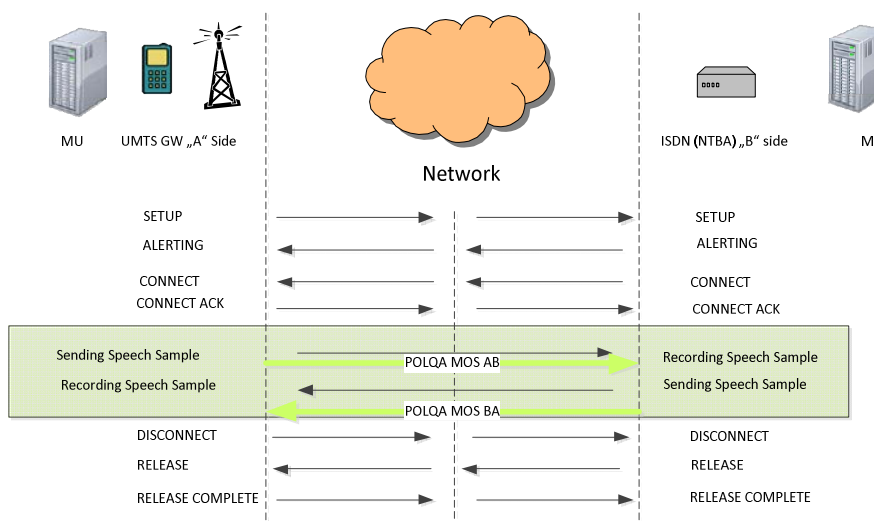 MU
UMTS GW „A“ Side
ISDN (NTBA) „B“ side
M
Network
SETUP
SETUP
ALERTING
ALERTING
CONNECT
CONNECT
CONNECT ACK
CONNECT ACK
Sending Speech Sample
POLQA MOS AB
Recording Speech Sample
Recording Speech Sample
Sending Speech Sample
POLQA MOS BA
DISCONNECT
DISCONNECT
RELEASE
RELEASE
RELEASE COMPLETE
RELEASE COMPLETE